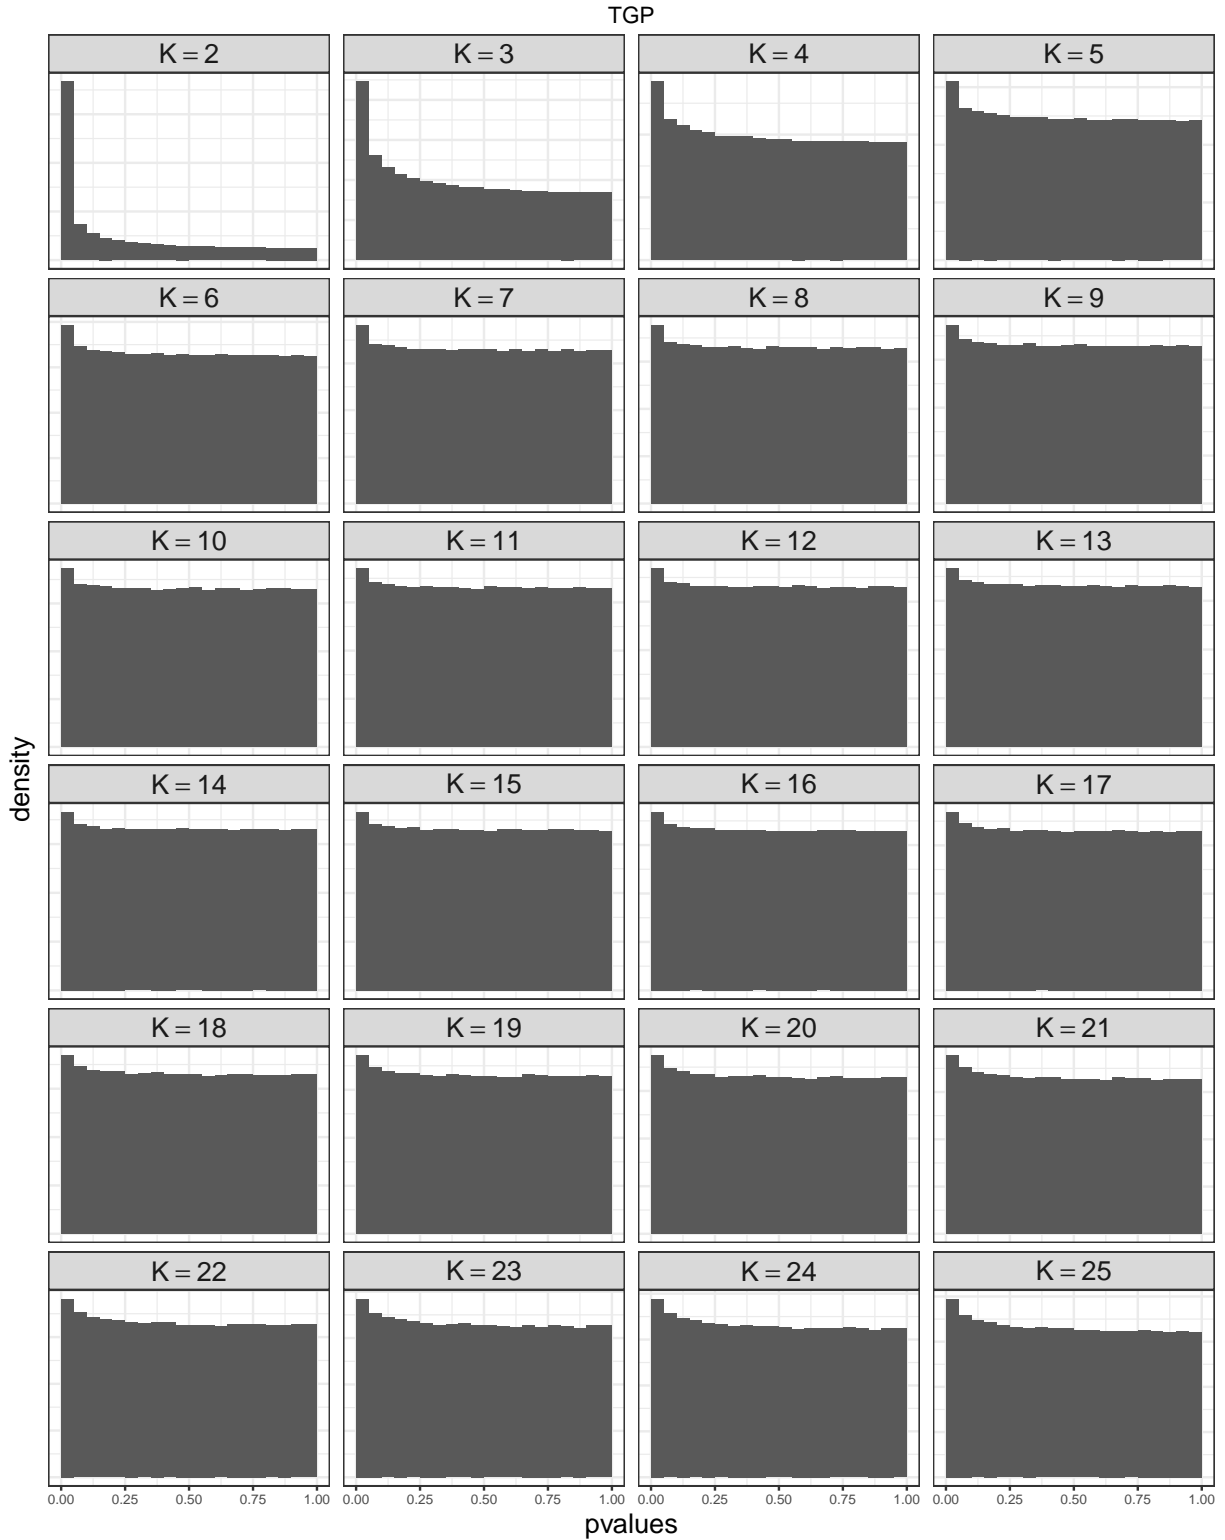 TGP
K = 2 K = 3 K = 4 K = 5
K = 6 K = 7 K = 8 K = 9
K = 10 K = 11 K = 12 K = 13
K = 14 K = 15 K = 16 K = 17
K = 18 K = 19 K = 20 K = 21
K = 22 K = 23 K = 24 K = 25
density
0.00 0.25 0.50 0.75 1.00 0.00 0.25 0.50 0.75 1.00 0.00 0.25 0.50 0.75 1.00 0.00 0.25 0.50 0.75 1.00
pvalues